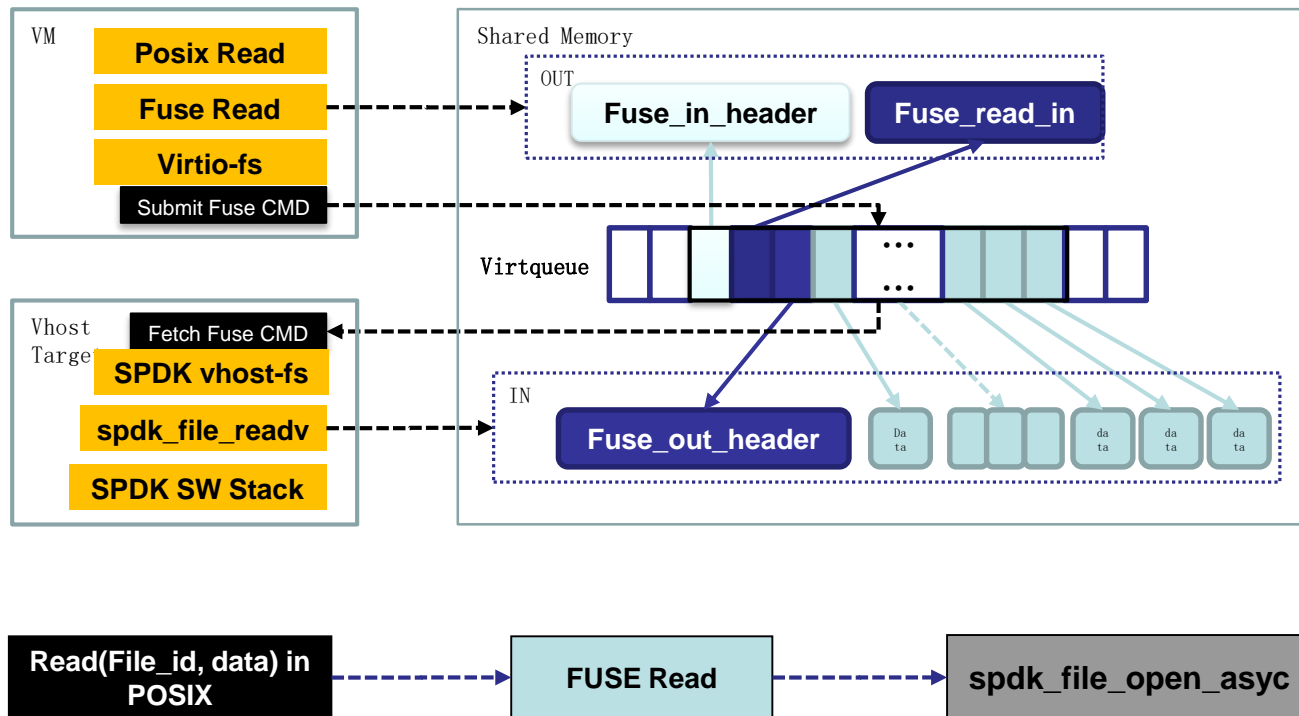 VM
Posix Read
Fuse Read
Virtio-fs
Submit Fuse CMD
Shared Memory
OUT
Fuse_in_header
Fuse_read_in
Virtqueue
...
...
Vhost
Target
Fetch Fuse CMD
SPDK vhost-fs
spdk_file_readv
SPDK SW Stack
IN
Fuse_out_header
Da
ta
da
ta
da
ta
da
ta
Read(File_id, data) in
POSIX
FUSE Read
spdk_file_open_asyc